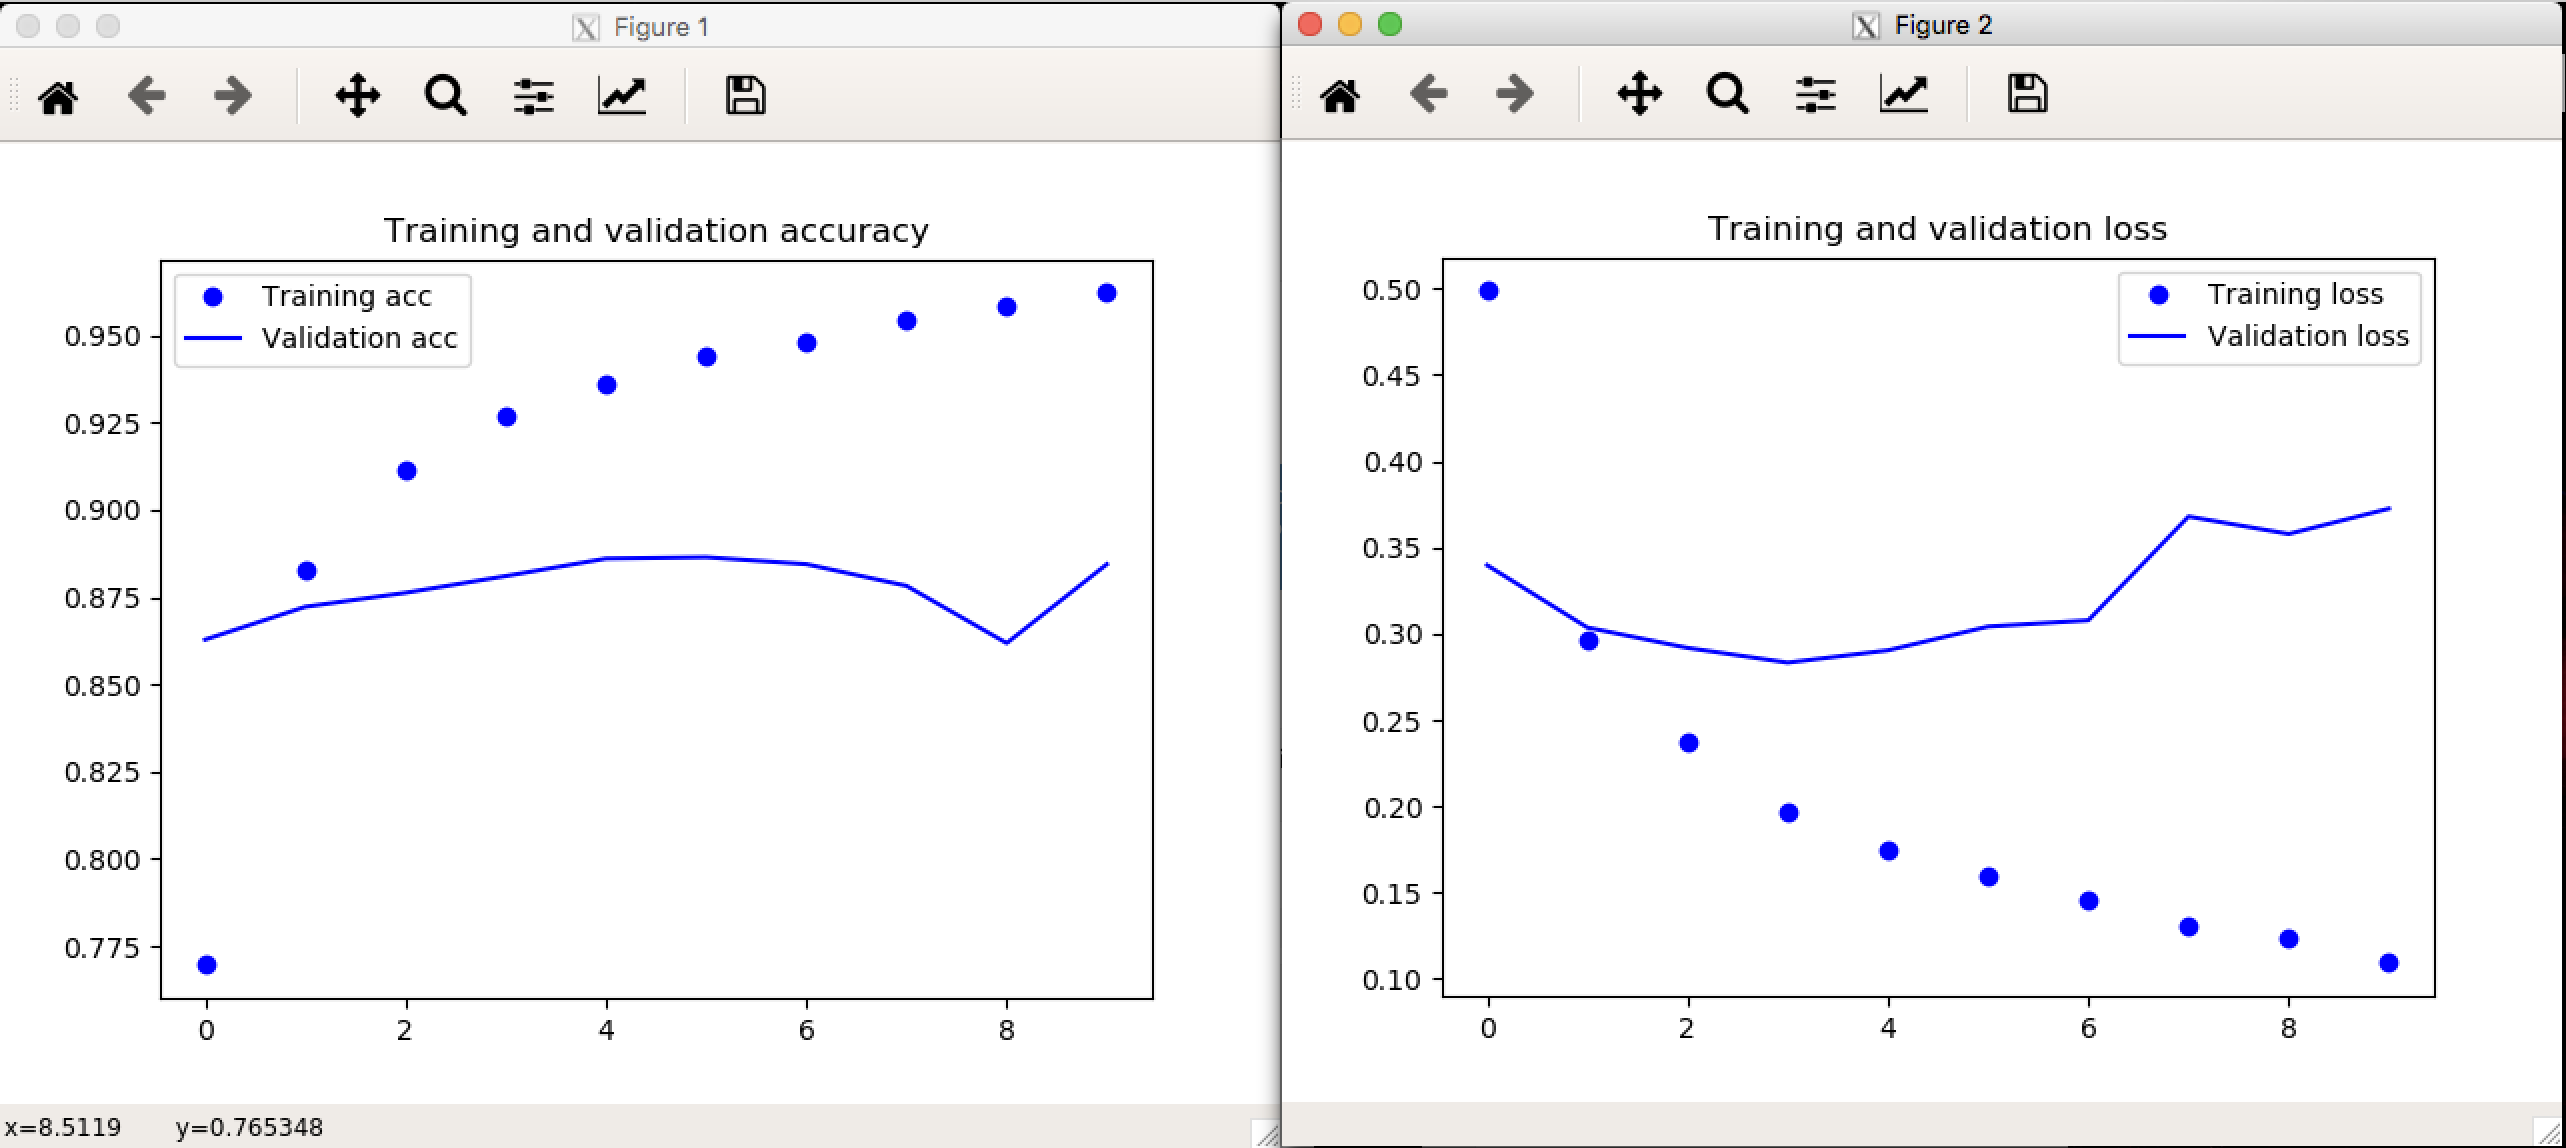 Figure 1
Training and validation accuracy
Training acc
Validation acc
0.950
0.925
0.900
0.875
0.850
0.825
0.800
0.775
0 2 4 6 8
x=8.5119 y=0.765348
Figure 2
Training and validation loss
Training loss
Validation loss
0.50
0.45
0.40
0.35
0.30
0.25
0.20
0.15
0.10
0 2 4 6 8